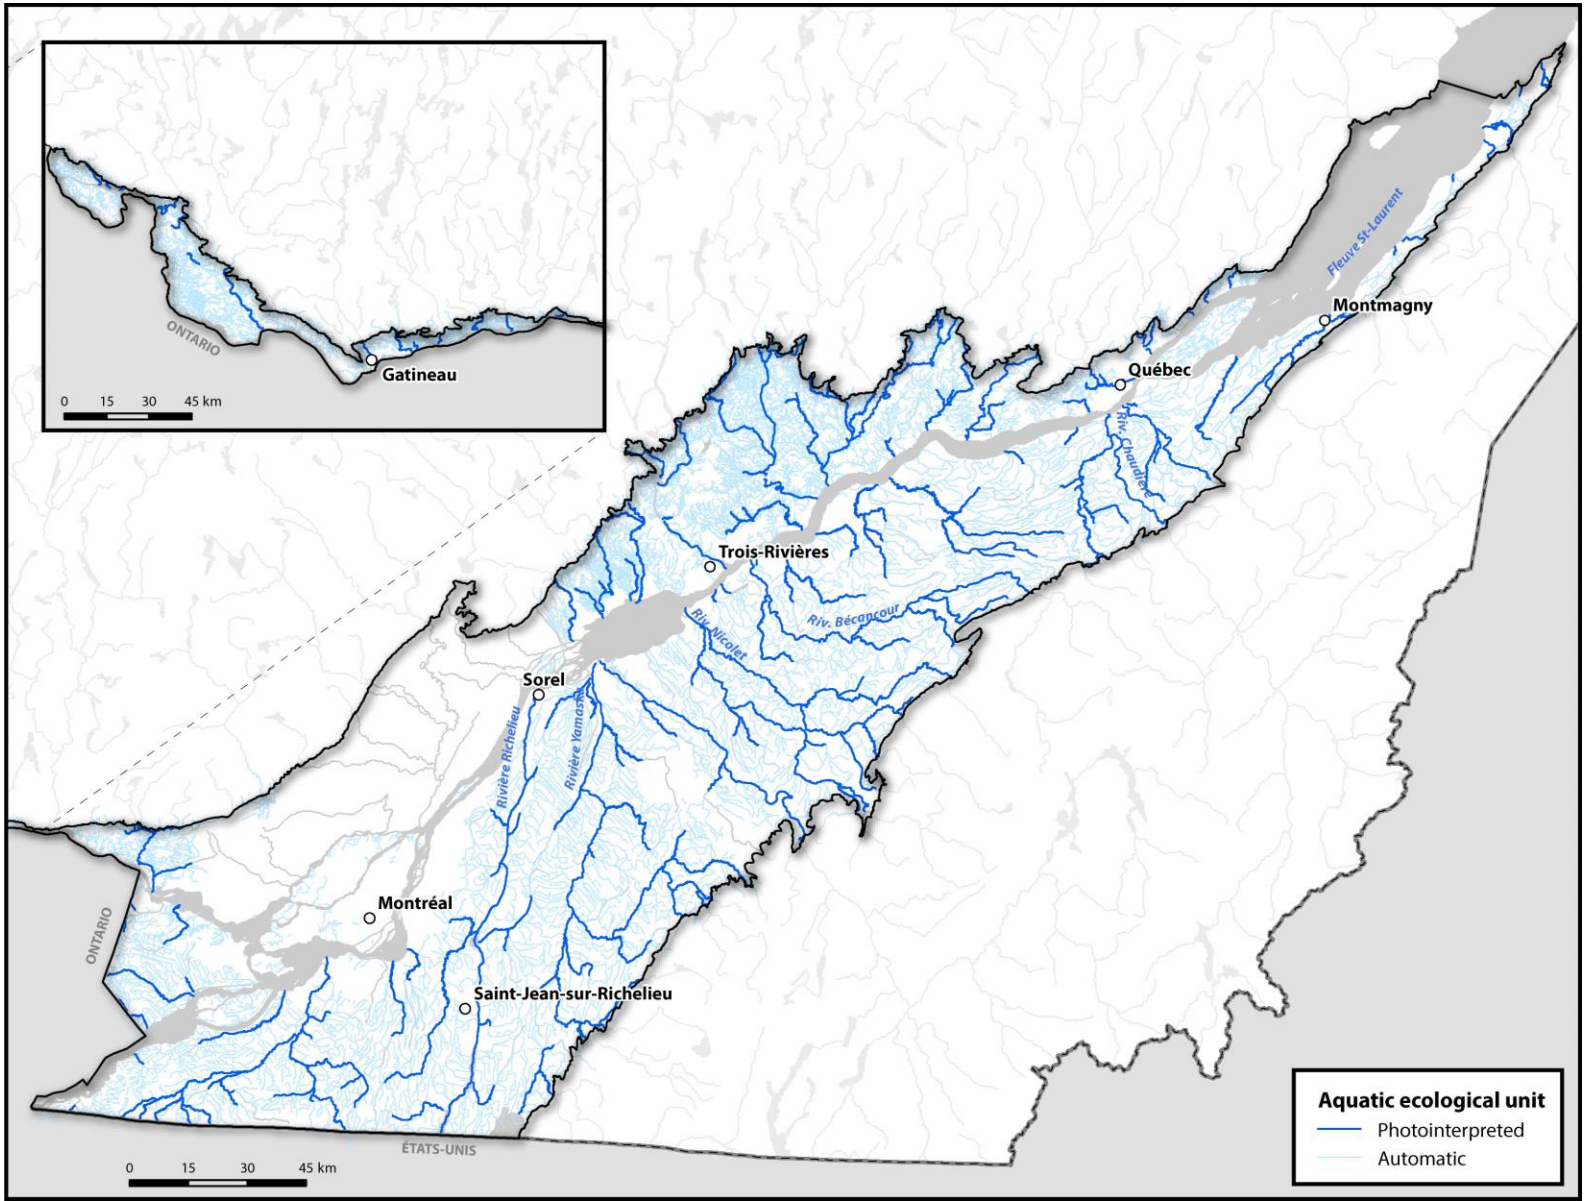 ONTARIO
Gatineau
0 15 30 45 km
Fleuve St-Laurent
Montmagny
Québec
Riv. Chaudière
Trois-Rivières
Riv. Bécancour
Riv. Nicolet
Sorel
Rivière Richelieu
Rivière Yamaska
Montréal
ONTARIO
Saint-Jean-sur-Richelieu
ÉTATS-UNIS
0 15 30 45 km
Aquatic ecological unit
Photointerpreted
Automatic